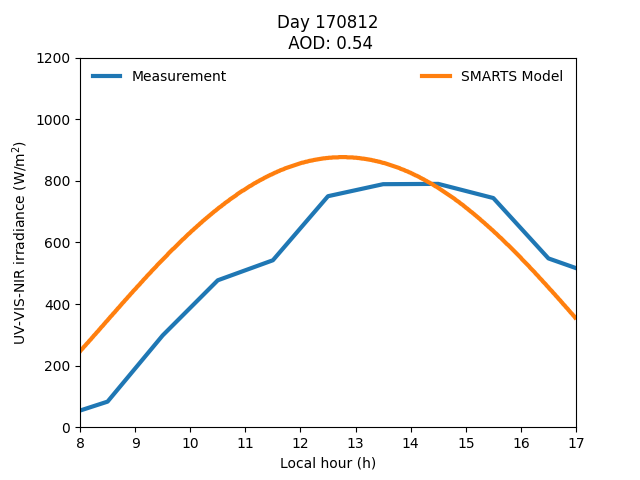 Day 170812
AOD: 0.54
Measurement
SMARTS Model
UV-VIS-NIR irradiance (W/m²)
1200
1000
800
600
400
200
0
8 9 10 11 12 13 14 15 16 17
Local hour (h)